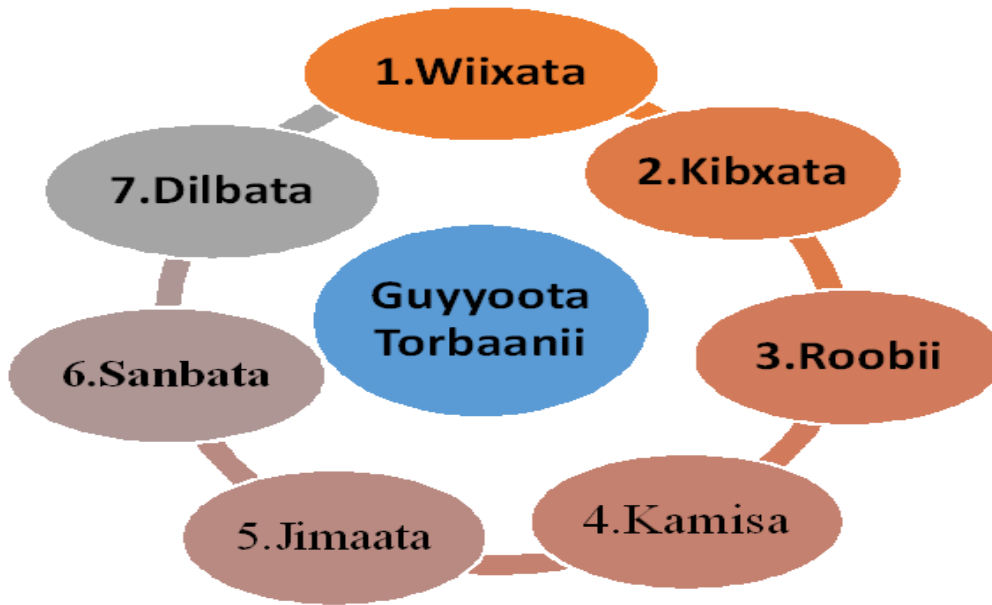 1.Wiixata
2.Kibxata
3.Roobii
4.Kamisa
5.Jimaata
6.Sanbata
7.Dilbata
Guyyoota
Torbaanii